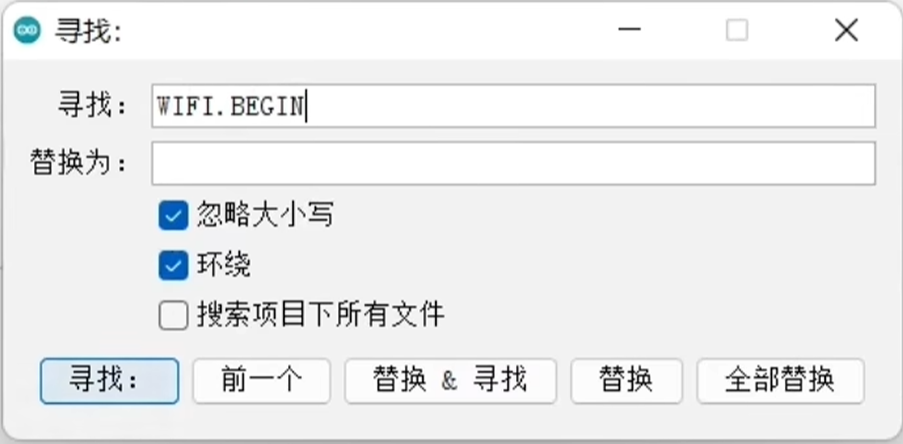 寻找:
寻找：WIFI.BEGIN
替换为：
忽略大小写
环绕
搜索项目下所有文件
寻找： 前一个 替换 & 寻找 替换 全部替换